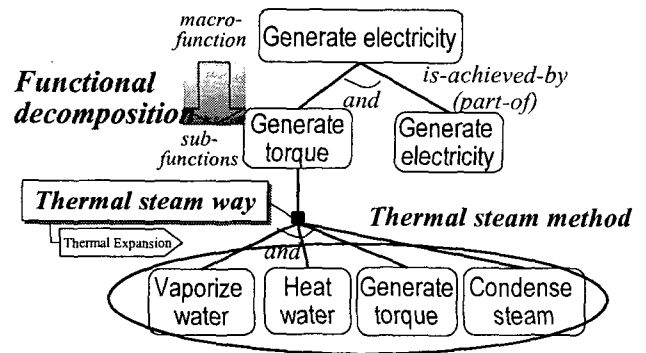 macro-
function
Generate electricity
Functional
decomposition
is-achieved-by
(part-of)
and
sub-
functions
Generate
torque
Generate
electricity
Thermal steam way
Thermal steam method
Thermal Expansion
and
Vaporize
water
Heat
water
Generate
torque
Condense
steam